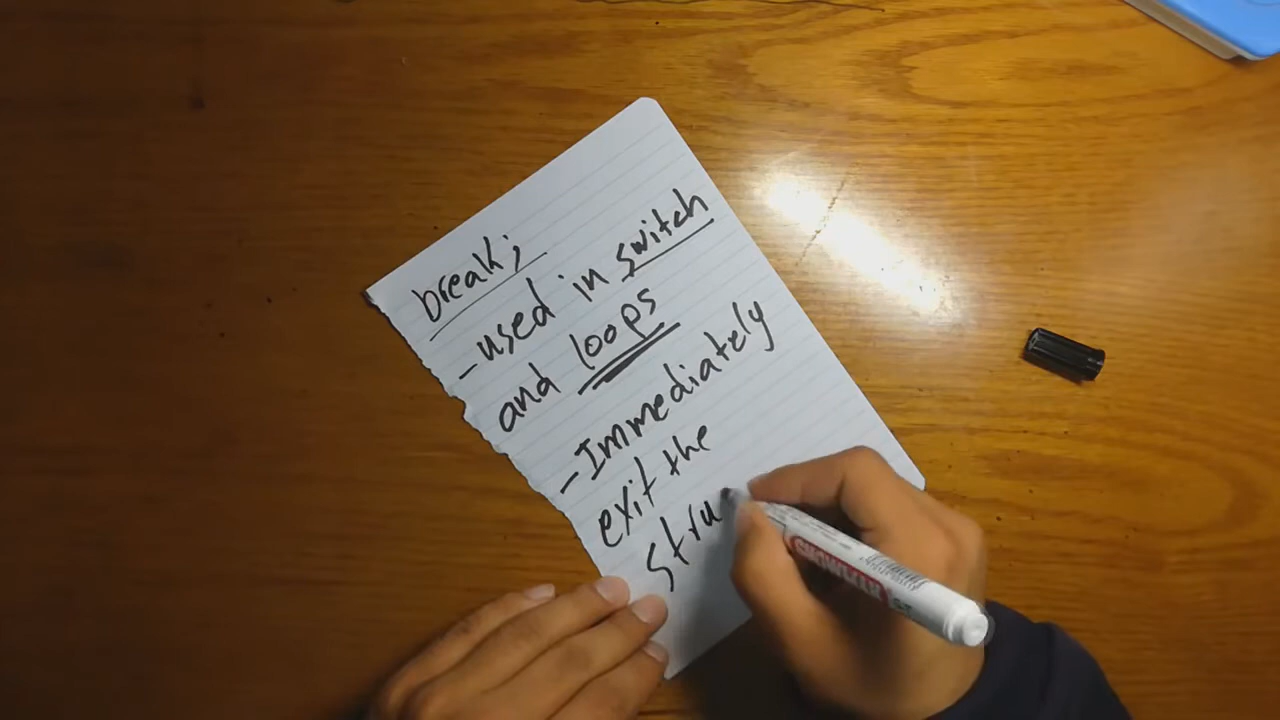 break;
-used in switch
and loops
-Immediately
exit the
stru